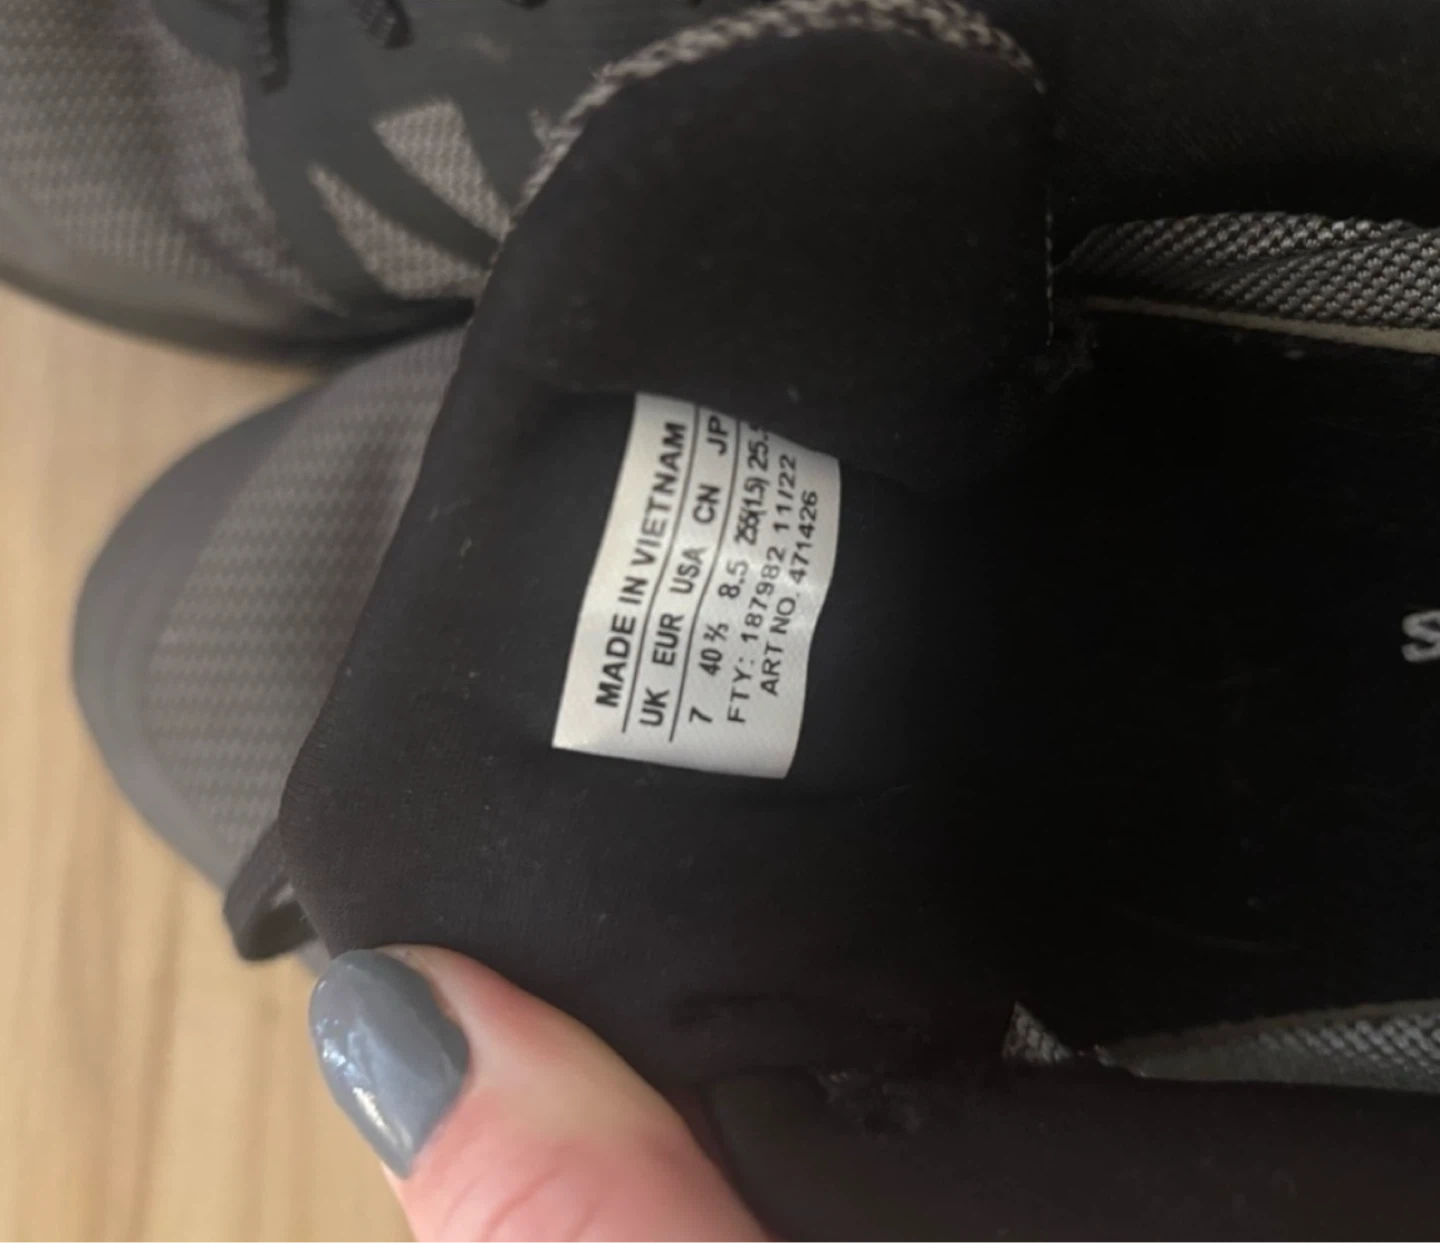 MADE IN VIETNAM
UK EUR USA CN JP
7 40⅔ 8.5 255(1.5) 25.5
FTY: 187982 11/22
ART NO. 471426
S